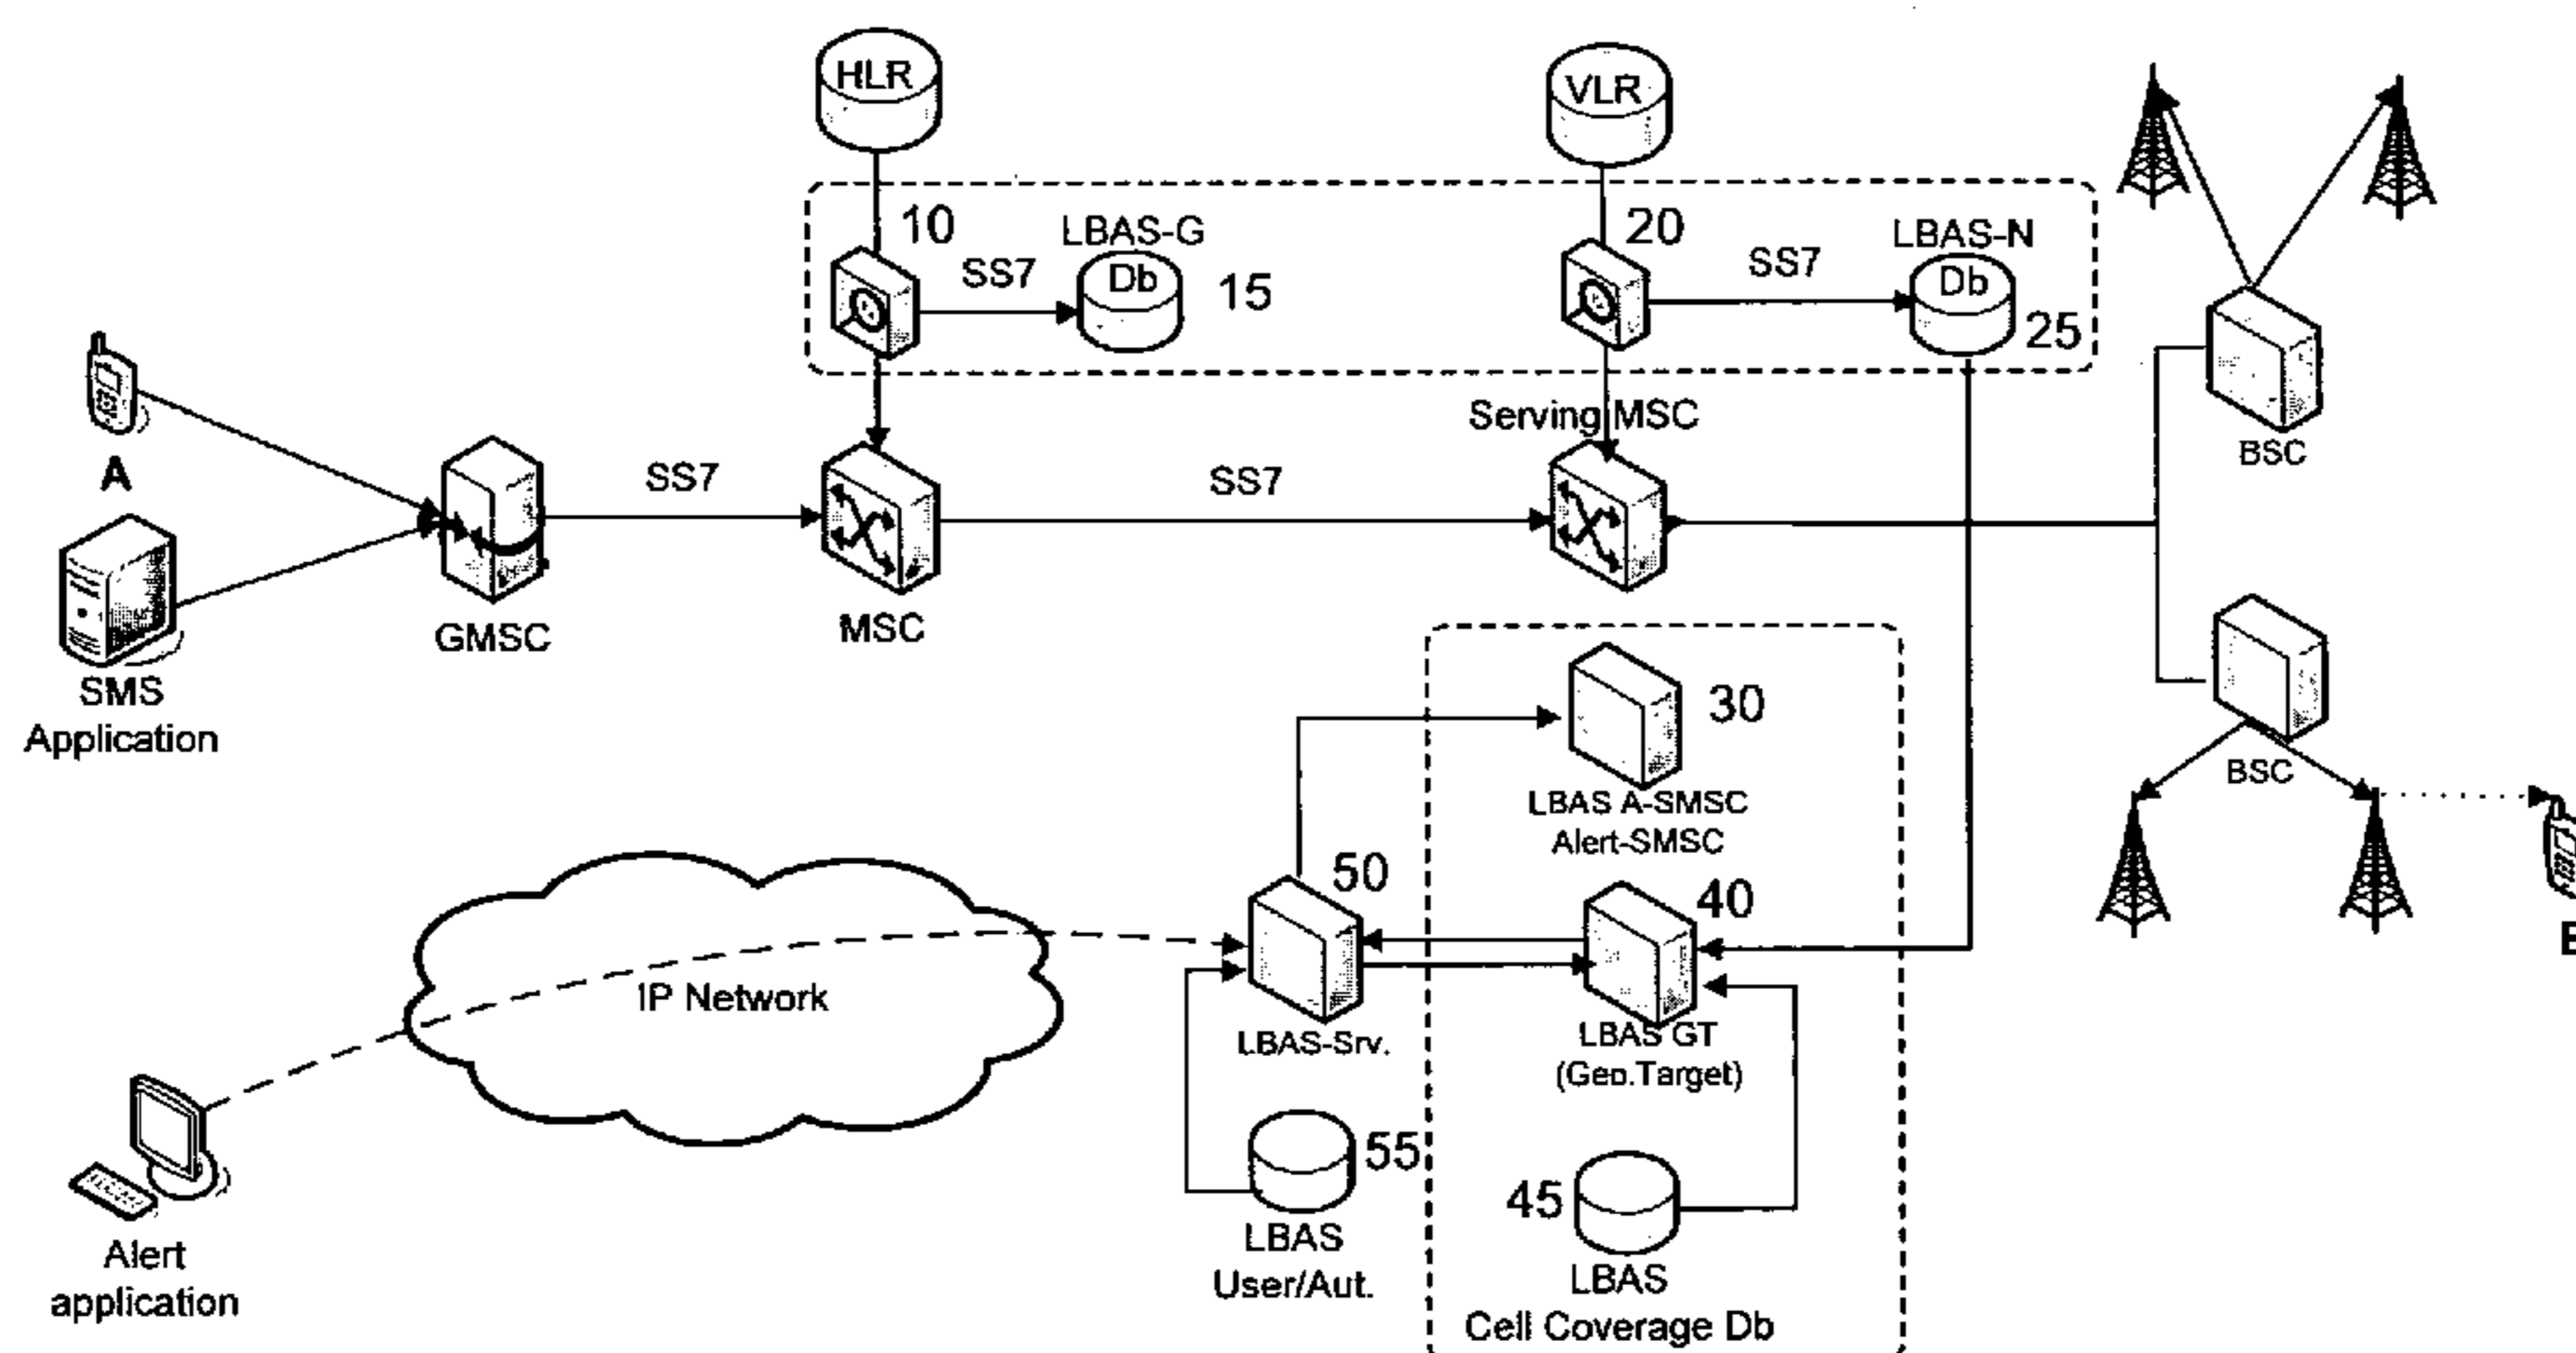 HLR
VLR
10
LBAS-G
SS7
Db
15
20
LBAS-N
SS7
Db
25
Serving MSC
A
SS7
SS7
BSC
GMSC
MSC
SMS
Application
30
LBAS A-SMSC
Alert-SMSC
BSC
50
40
IP Network
LBAS-Srv.
LBAS GT
(Geo.Target)
55
45
LBAS
User/Aut.
LBAS
Cell Coverage Db
Alert
application